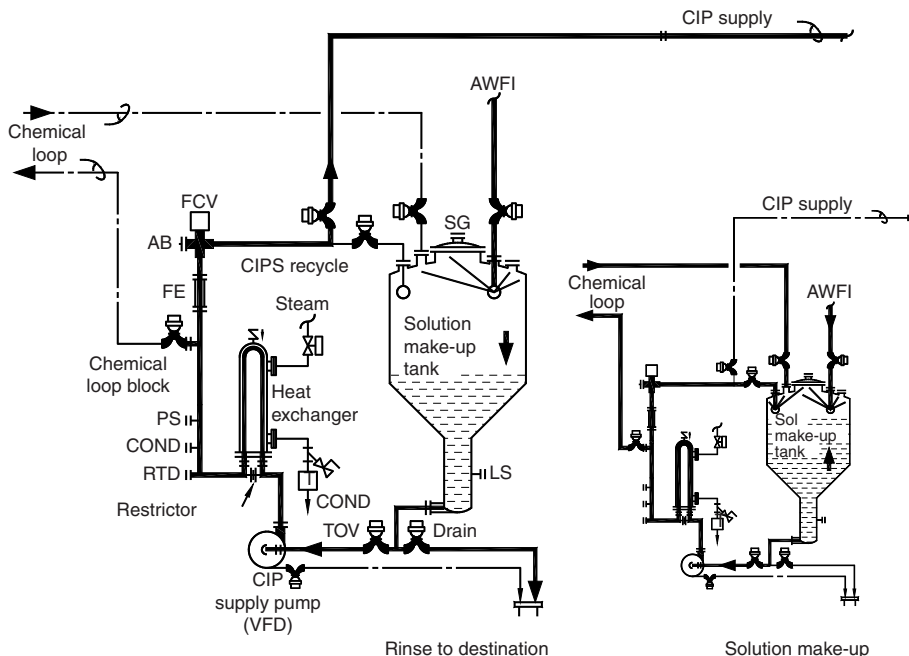 CIP supply
AWFI
Chemical
loop
FCV
SG
AB
CIPS recycle
FE
Steam
Solution
make-up
tank
Chemical
loop block
Heat
exchanger
PS
COND
RTD
LS
Restrictor
COND
TOV
Drain
CIP
supply pump
(VFD)
Rinse to destination
CIP supply
Chemical
loop
AWFI
Sol
make-up
tank
Solution make-up